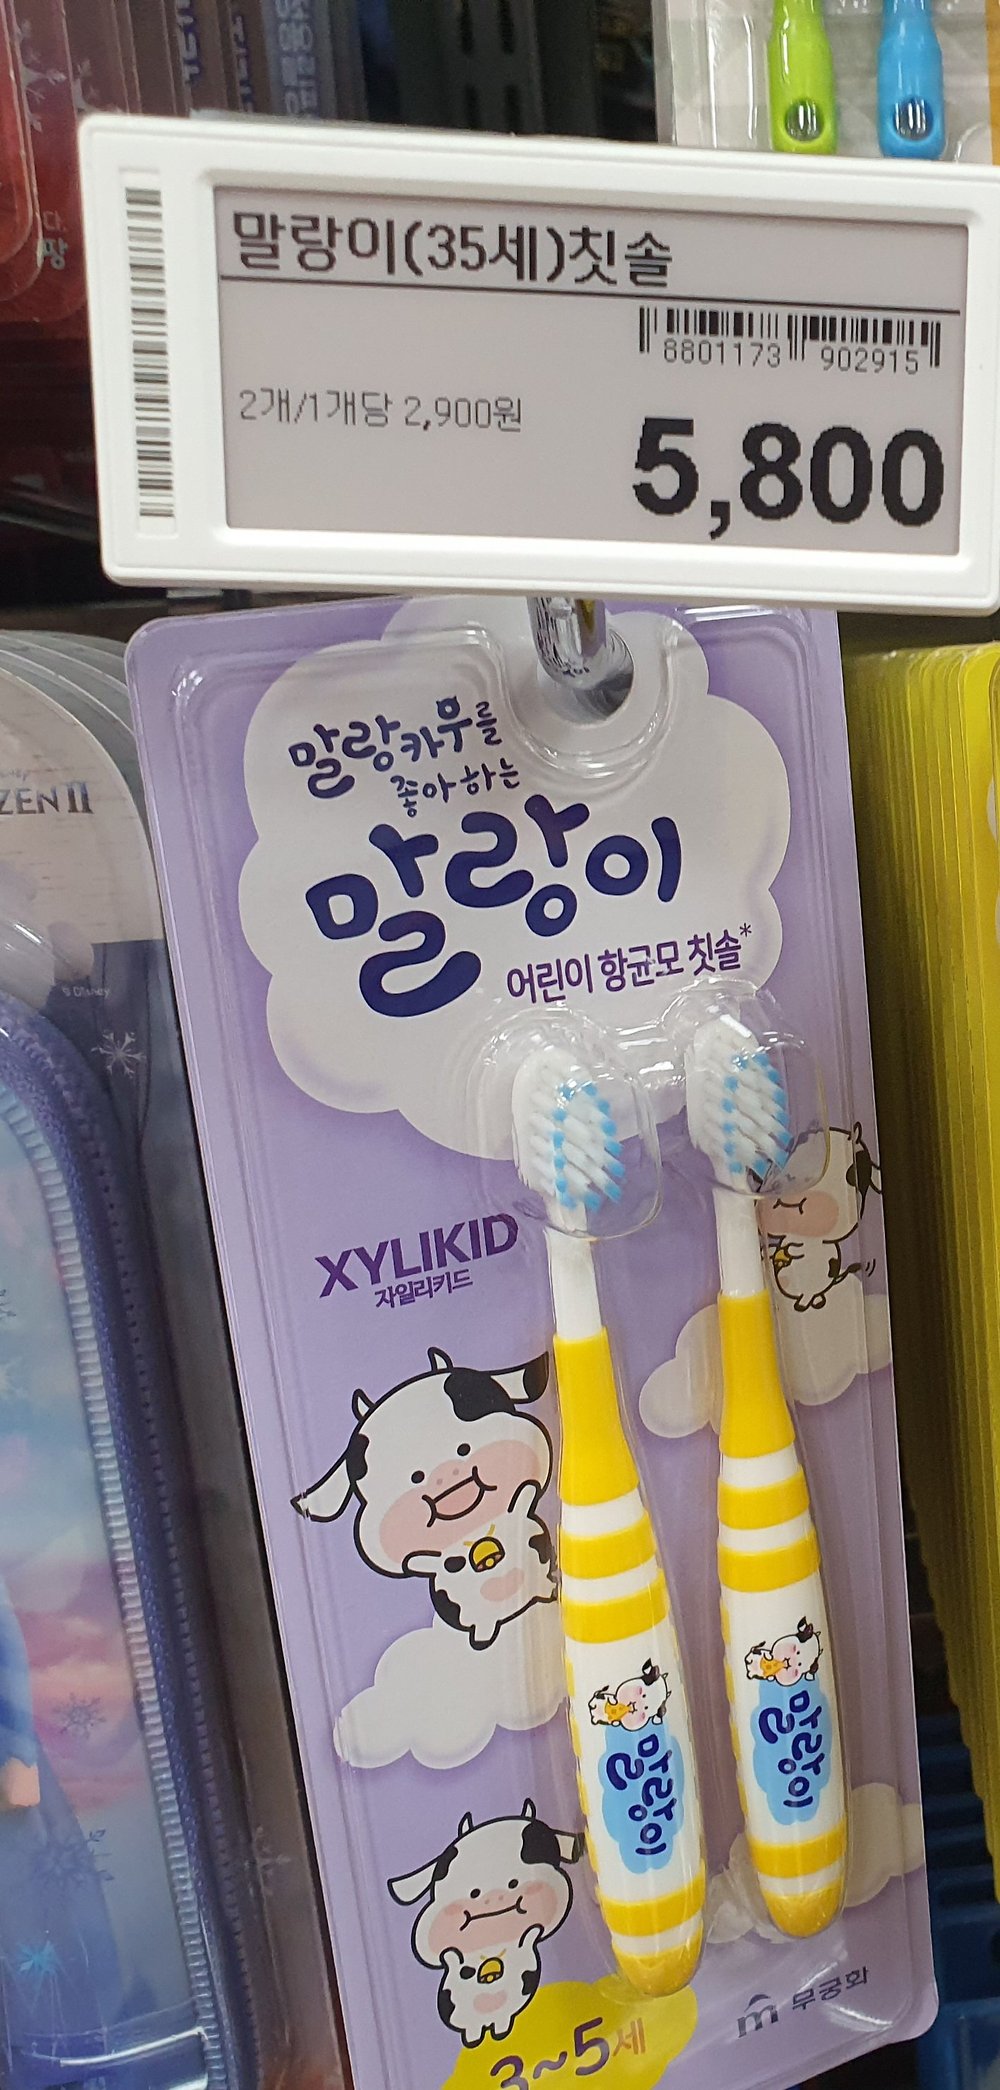 말랑이(35세)칫솔
8801173 902915
2개/1개당 2,900원
5,800
말랑카우를
좋아하는
말랑이
어린이 항균모 칫솔*
XYLIKID
자일리키드
말랑이
말랑이
3~5세
무궁화
ZEN II
© Disney